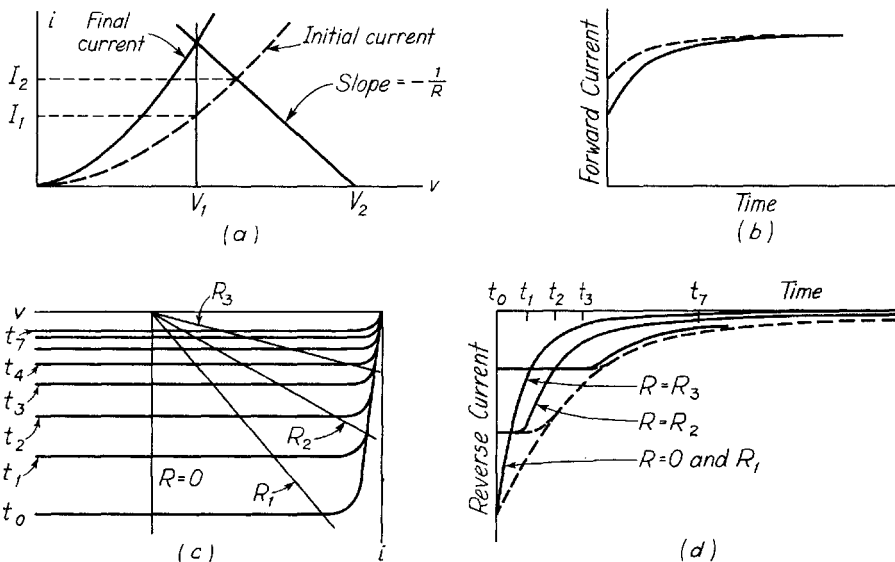 i
Final current
Initial current
I₂
I₁
Slope = -1/R
V₁
V₂
v
(a)
Forward Current
Time
(b)
v
R₃
t₇
t₄
t₃
t₂
t₁
t₀
R=0
R₁
R₂
i
(c)
t₀ t₁ t₂ t₃ t₇ Time
Reverse Current
R=R₃
R=R₂
R=0 and R₁
(d)